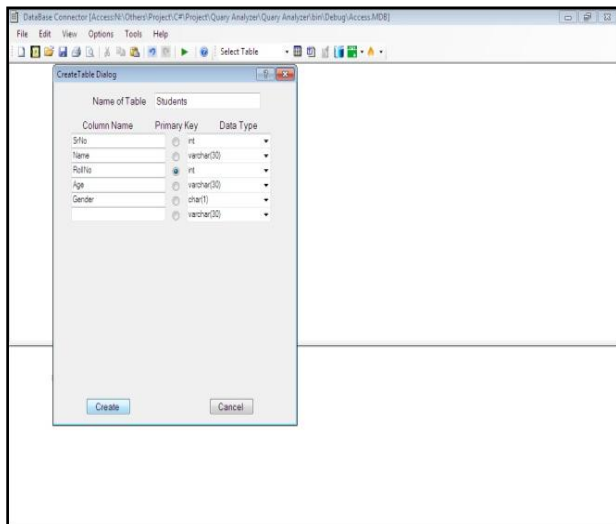 DataBase Connector [Access:N:\Others\Project\C#\Project\Query Analyzer\Query Analyzer\bin\Debug\Access.MDB]
File Edit View Options Tools Help
Select Table
CreateTable Dialog
Name of Table Students
Column Name Primary Key Data Type
SrNo int
Name varchar(30)
RollNo int
Age varchar(30)
Gender char(1)
varchar(30)
Create Cancel